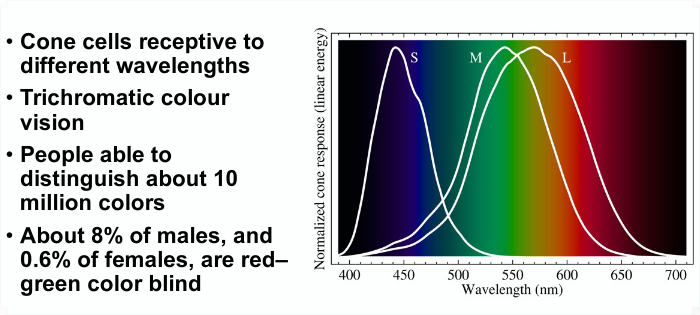 • Cone cells receptive to
different wavelengths
• Trichromatic colour
vision
• People able to
distinguish about 10
million colors
• About 8% of males, and
0.6% of females, are red–
green color blind
Normalized cone response (linear energy)
S
M
L
400 450 500 550 600 650 700
Wavelength (nm)